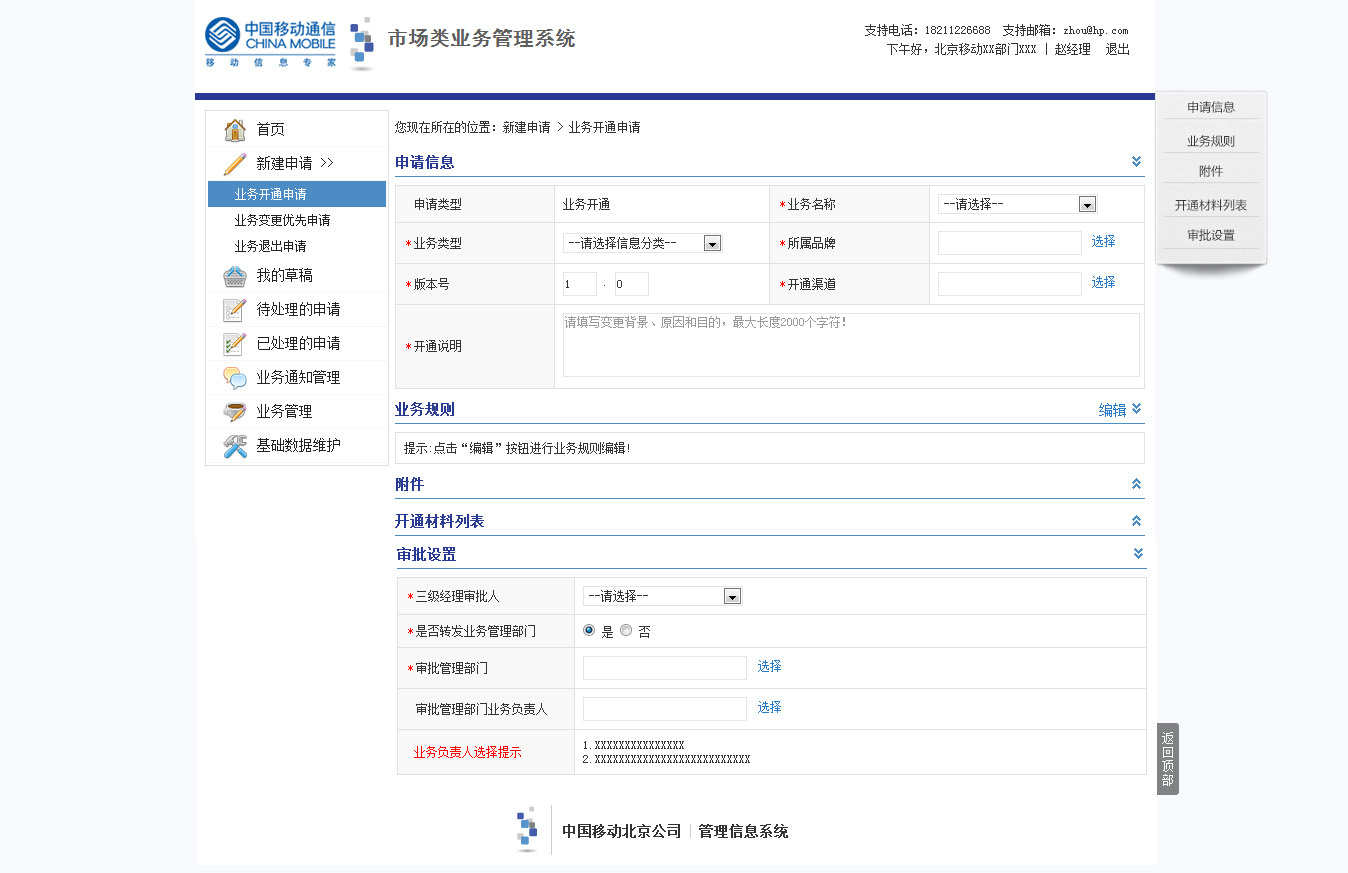 中国移动通信
CHINA MOBILE
移动信息专家
市场类业务管理系统
支持电话：18211226688 支持邮箱：zhou@hp.com
下午好，北京移动XX部门XXX | 赵经理 退出
申请信息
业务规则
附件
开通材料列表
审批设置
首页
新建申请 >>
业务开通申请
业务变更优先申请
业务退出申请
我的草稿
待处理的申请
已处理的申请
业务通知管理
业务管理
基础数据维护
您现在所在的位置：新建申请 > 业务开通申请
申请信息
申请类型 业务开通 *业务名称 --请选择--
*业务类型 --请选择信息分类-- *所属品牌 选择
*版本号 1 . 0 *开通渠道 选择
*开通说明 请填写变更背景、原因和目的，最大长度2000个字符！
业务规则 编辑
提示:点击“编辑”按钮进行业务规则编辑!
附件
开通材料列表
审批设置
*三级经理审批人 --请选择--
*是否转发业务管理部门 是 否
*审批管理部门 选择
审批管理部门业务负责人 选择
业务负责人选择提示 1.XXXXXXXXXXXXXXX
2.XXXXXXXXXXXXXXXXXXXXXXXXXX
返回顶部
中国移动北京公司 | 管理信息系统